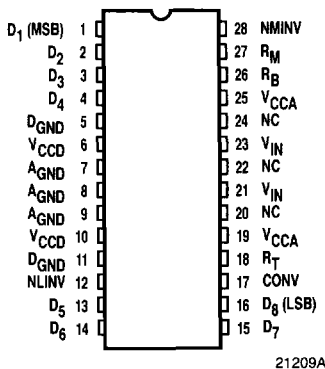 D1 (MSB) 1 28 NMINV
D2 2 27 RM
D3 3 26 RB
D4 4 25 VCCA
DGND 5 24 NC
VCCD 6 23 VIN
AGND 7 22 NC
AGND 8 21 VIN
AGND 9 20 NC
VCCD 10 19 VCCA
DGND 11 18 RT
NLINV 12 17 CONV
D5 13 16 D8 (LSB)
D6 14 15 D7
21209A